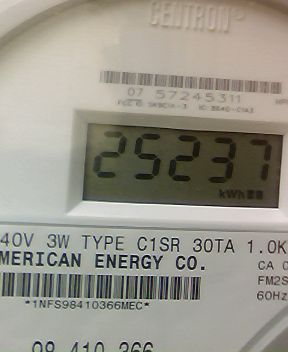 CENTRON®
07 57245311
25237
kWh
40V 3W TYPE C1SR 30TA 1.0K
MERICAN ENERGY CO.
CA 0
FM2S
60Hz
*1NFS98410366MEC*
98 410 366